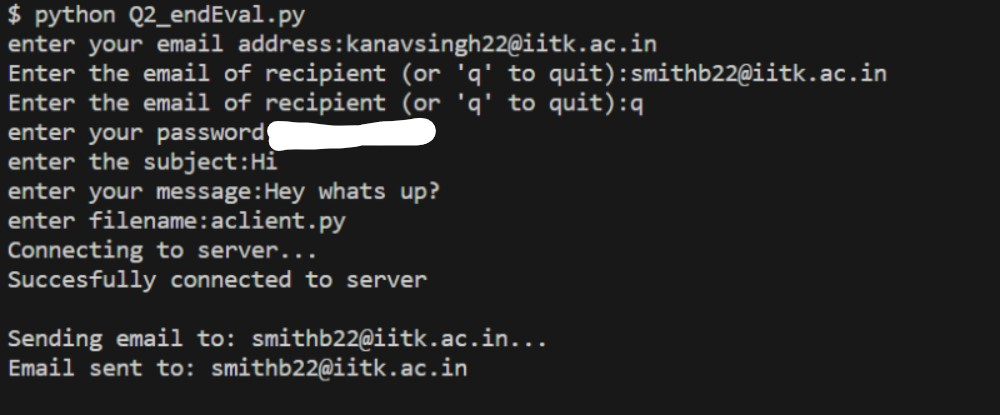 $ python Q2_endEval.py
enter your email address:kanavsingh22@iitk.ac.in
Enter the email of recipient (or 'q' to quit):smithb22@iitk.ac.in
Enter the email of recipient (or 'q' to quit):q
enter your password
enter the subject:Hi
enter your message:Hey whats up?
enter filename:aclient.py
Connecting to server...
Succesfully connected to server
Sending email to: smithb22@iitk.ac.in...
Email sent to: smithb22@iitk.ac.in